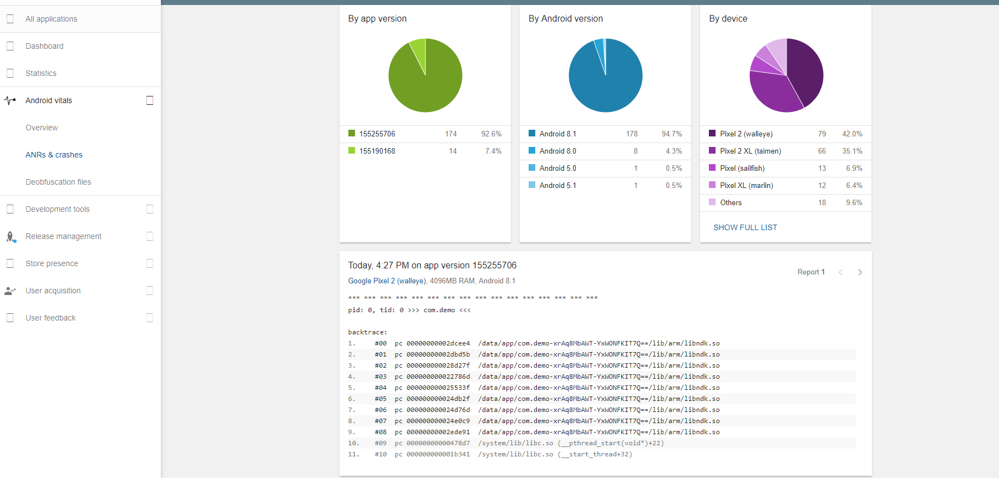 All applications
Dashboard
Statistics
Android vitals
Overview
ANRs & crashes
Deobfuscation files
Development tools
Release management
Store presence
User acquisition
User feedback
By app version
155255706 174 92.6%
155190168 14 7.4%
By Android version
Android 8.1 178 94.7%
Android 8.0 8 4.3%
Android 5.0 1 0.5%
Android 5.1 1 0.5%
By device
Pixel 2 (walleye) 79 42.0%
Pixel 2 XL (taimen) 66 35.1%
Pixel (sailfish) 13 6.9%
Pixel XL (marlin) 12 6.4%
Others 18 9.6%
SHOW FULL LIST
Today, 4:27 PM on app version 155255706
Report 1
Google Pixel 2 (walleye), 4096MB RAM, Android 8.1
*** *** *** *** *** *** *** *** *** *** *** *** *** *** *** ***
pid: 0, tid: 0 >>> com.demo <<<
backtrace:
1. #00 pc 00000000002dcee4 /data/app/com.demo-xrAq8MbAWT-YxWONFKIT7Q==/lib/arm/libndk.so
2. #01 pc 00000000002dbd5b /data/app/com.demo-xrAq8MbAWT-YxWONFKIT7Q==/lib/arm/libndk.so
3. #02 pc 000000000028d27f /data/app/com.demo-xrAq8MbAWT-YxWONFKIT7Q==/lib/arm/libndk.so
4. #03 pc 000000000022786d /data/app/com.demo-xrAq8MbAWT-YxWONFKIT7Q==/lib/arm/libndk.so
5. #04 pc 000000000025533f /data/app/com.demo-xrAq8MbAWT-YxWONFKIT7Q==/lib/arm/libndk.so
6. #05 pc 000000000024db2f /data/app/com.demo-xrAq8MbAWT-YxWONFKIT7Q==/lib/arm/libndk.so
7. #06 pc 000000000024d76d /data/app/com.demo-xrAq8MbAWT-YxWONFKIT7Q==/lib/arm/libndk.so
8. #07 pc 000000000024e0c9 /data/app/com.demo-xrAq8MbAWT-YxWONFKIT7Q==/lib/arm/libndk.so
9. #08 pc 00000000002ede91 /data/app/com.demo-xrAq8MbAWT-YxWONFKIT7Q==/lib/arm/libndk.so
10. #09 pc 00000000000478d7 /system/lib/libc.so (__pthread_start(void*)+22)
11. #10 pc 000000000001b341 /system/lib/libc.so (__start_thread+32)